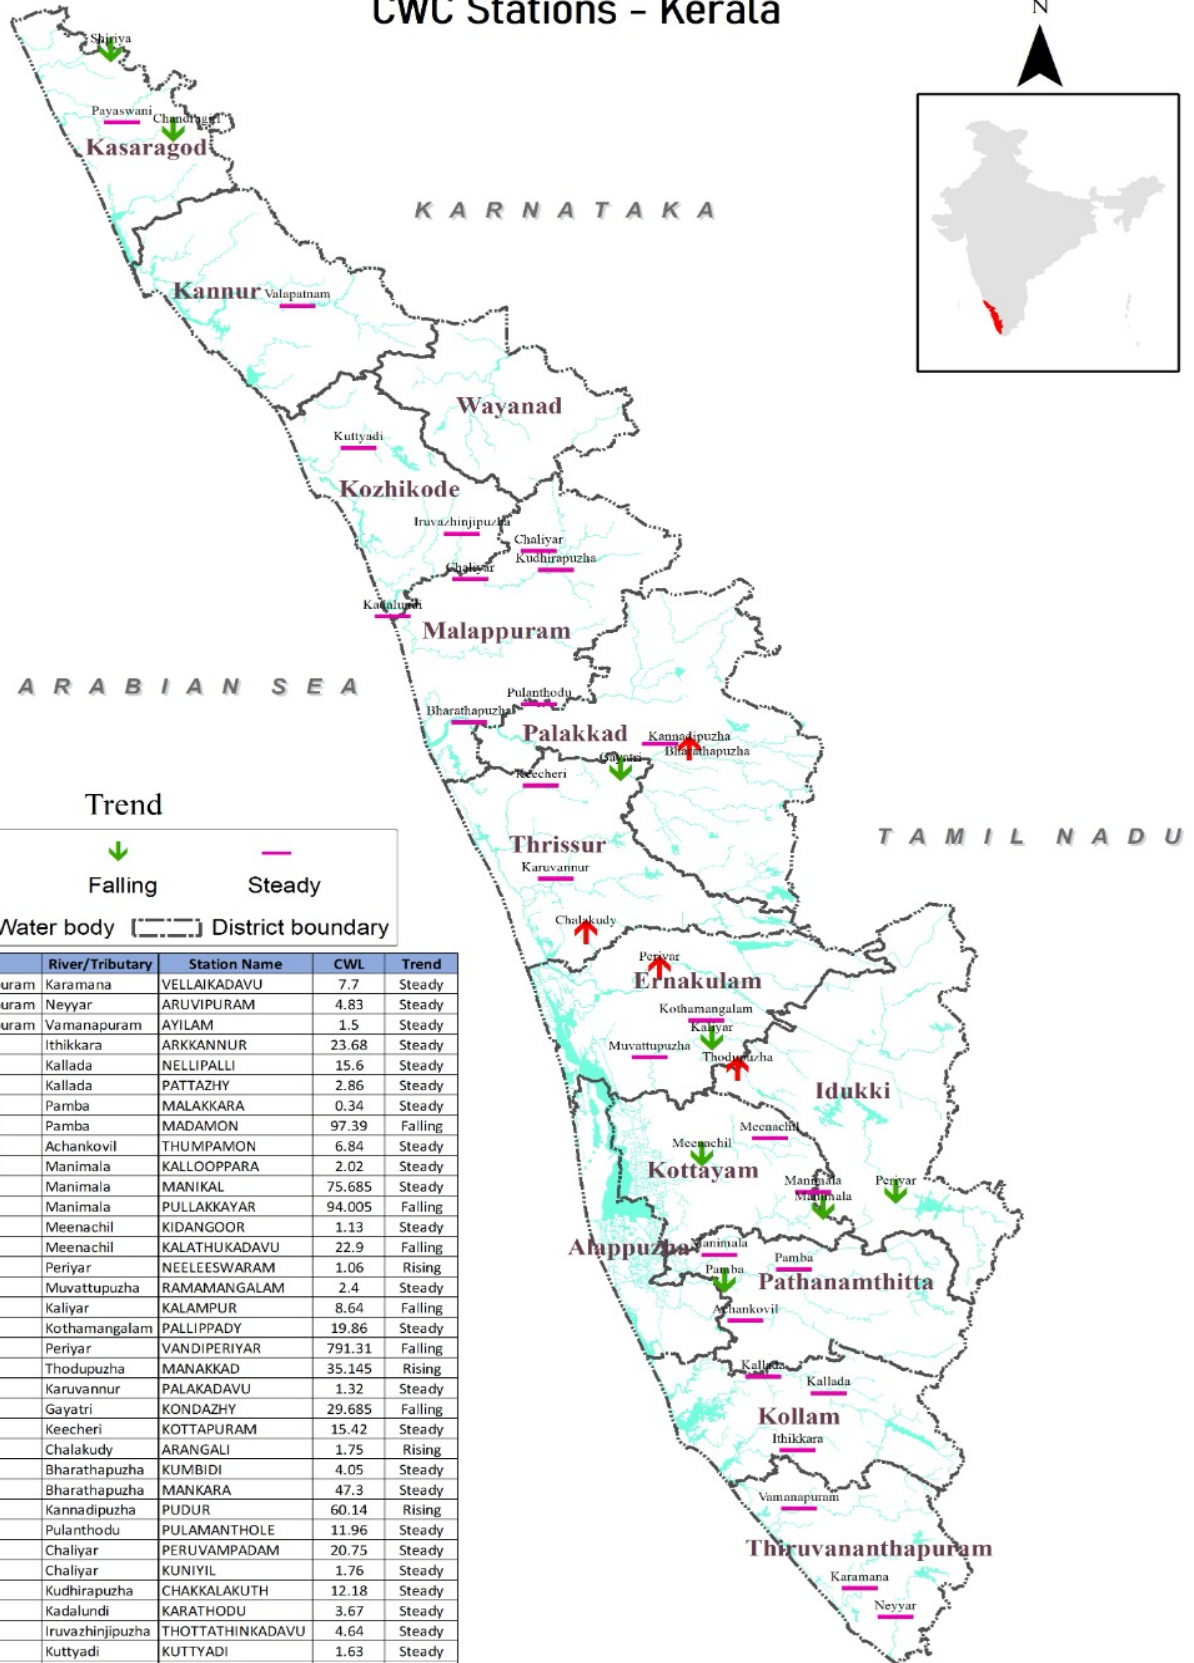 CWC Stations - Kerala
N
Shiriya
Payaswani
Chandragiri
Kasaragod
KARNATAKA
Kannur
Valapatnam
Wayanad
Kuttyadi
Kozhikode
Iruvazhinjipuzha
Chaliyar
Kudhirapuzha
Chaliyar
Kadalundi
Malappuram
ARABIAN SEA
Pulanthodu
Bharathapuzha
Palakkad
Kannadipuzha
Bharathapuzha
Gayatri
Keecheri
Thrissur
Karuvannur
TAMIL NADU
Chalakudy
Periyar
Ernakulam
Kothamangalam
Kaliyar
Muvattupuzha
Thodupuzha
Idukki
Meenachil
Meenachil
Kottayam
Manimala
Manimala
Periyar
Alappuzha
Manimala
Pamba
Pamba
Pathanamthitta
Achankovil
Kallada
Kallada
Kollam
Ithikkara
Vamanapuram
Thiruvananthapuram
Karamana
Neyyar
Trend
Falling Steady
Water body District boundary
River/Tributary Station Name CWL Trend
uram Karamana VELLAIKADAVU 7.7 Steady
uram Neyyar ARUVIPURAM 4.83 Steady
uram Vamanapuram AYILAM 1.5 Steady
Ithikkara ARKKANNUR 23.68 Steady
Kallada NELLIPALLI 15.6 Steady
Kallada PATTAZHY 2.86 Steady
Pamba MALAKKARA 0.34 Steady
Pamba MADAMON 97.39 Falling
Achankovil THUMPAMON 6.84 Steady
Manimala KALLOOPPARA 2.02 Steady
Manimala MANIKAL 75.685 Steady
Manimala PULLAKKAYAR 94.005 Falling
Meenachil KIDANGOOR 1.13 Steady
Meenachil KALATHUKADAVU 22.9 Falling
Periyar NEELEESWARAM 1.06 Rising
Muvattupuzha RAMAMANGALAM 2.4 Steady
Kaliyar KALAMPUR 8.64 Falling
Kothamangalam PALLIPPADY 19.86 Steady
Periyar VANDIPERIYAR 791.31 Falling
Thodupuzha MANAKKAD 35.145 Rising
Karuvannur PALAKADAVU 1.32 Steady
Gayatri KONDAZHY 29.685 Falling
Keecheri KOTTAPURAM 15.42 Steady
Chalakudy ARANGALI 1.75 Rising
Bharathapuzha KUMBIDI 4.05 Steady
Bharathapuzha MANKARA 47.3 Steady
Kannadipuzha PUDUR 60.14 Rising
Pulanthodu PULAMANTHOLE 11.96 Steady
Chaliyar PERUVAMPADAM 20.75 Steady
Chaliyar KUNIYIL 1.76 Steady
Kudhirapuzha CHAKKALAKUTH 12.18 Steady
Kadalundi KARATHODU 3.67 Steady
Iruvazhinjipuzha THOTTATHINKADAVU 4.64 Steady
Kuttyadi KUTTYADI 1.63 Steady